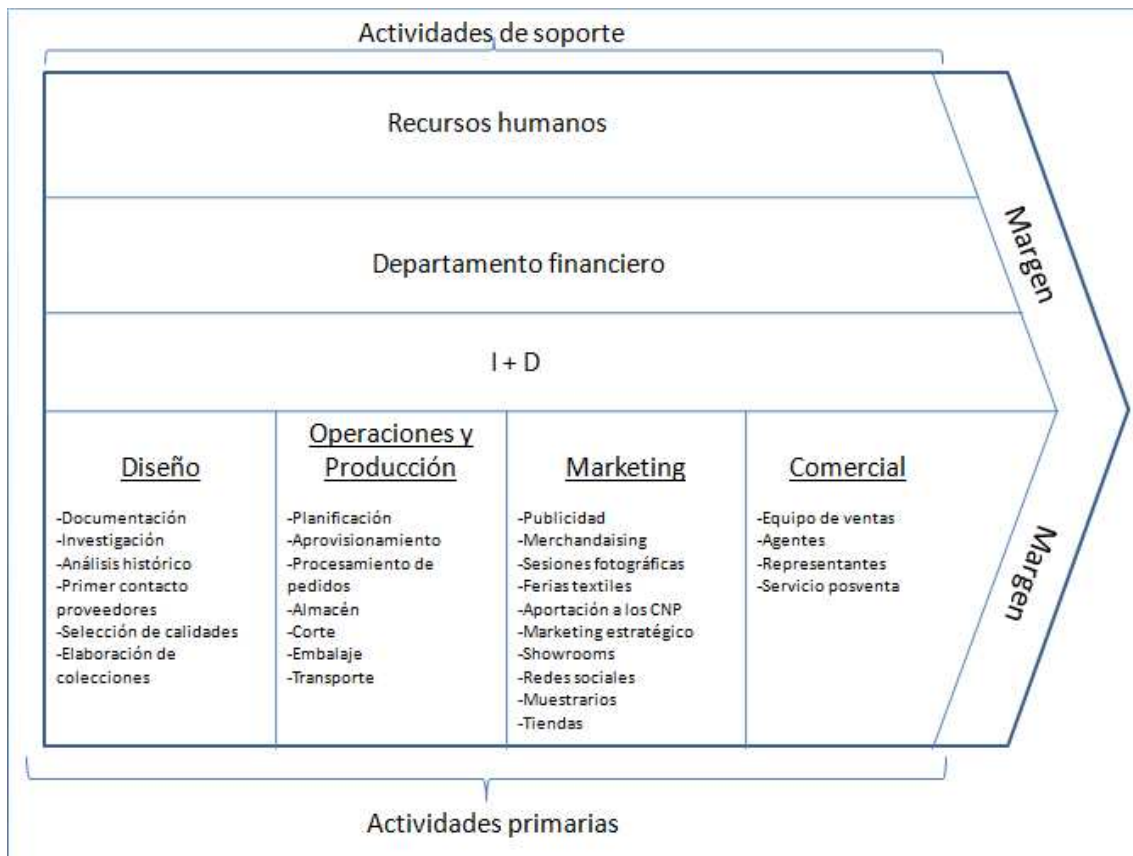 Actividades de soporte
Recursos humanos
Margen
Departamento financiero
I + D
Diseño
-Documentación
-Investigación
-Análisis histórico
-Primer contacto
proveedores
-Selección de calidades
-Elaboración de
colecciones
Operaciones y
Producción
-Planificación
-Aprovisionamiento
-Procesamiento de
pedidos
-Almacén
-Corte
-Embalaje
-Transporte
Marketing
-Publicidad
-Merchandaising
-Sesiones fotográficas
-Ferias textiles
-Aportación a los CNP
-Marketing estratégico
-Showrooms
-Redes sociales
-Muestrarios
-Tiendas
Comercial
-Equipo de ventas
-Agentes
-Representantes
-Servicio posventa
Margen
Actividades primarias